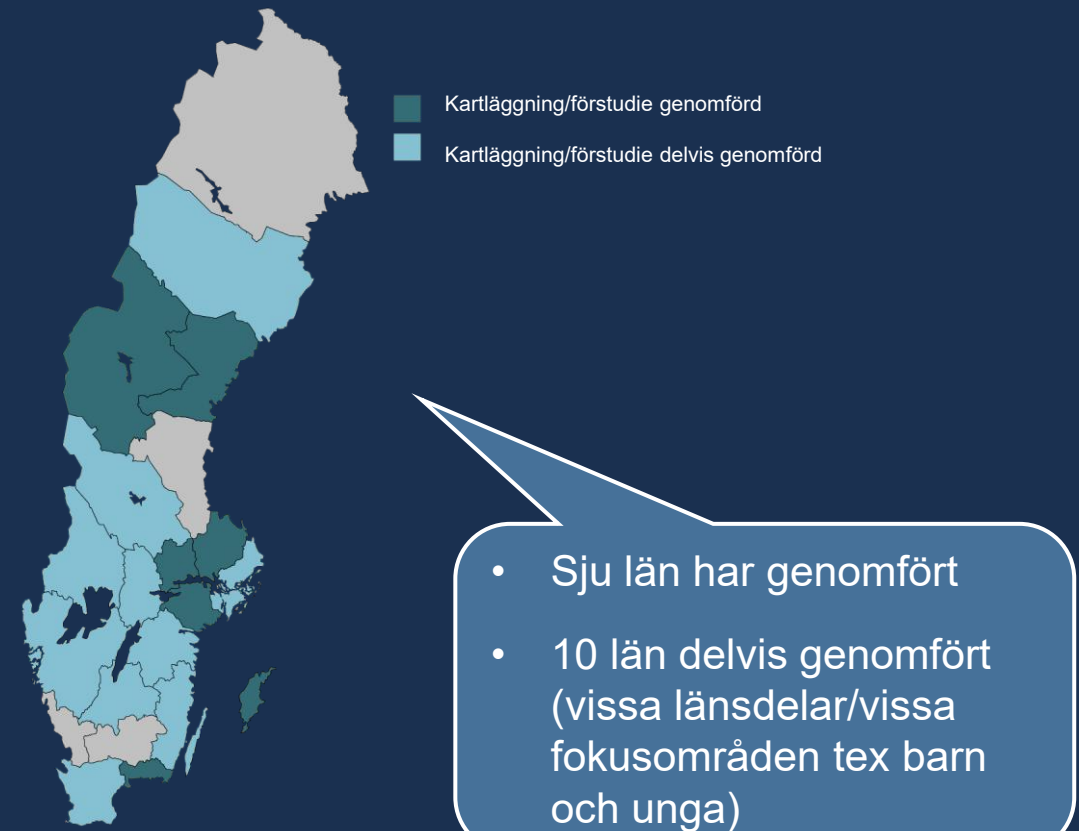 Kartläggning/förstudie genomförd
Kartläggning/förstudie delvis genomförd
• Sju län har genomfört
• 10 län delvis genomfört
(vissa länsdelar/vissa
fokusområden tex barn
och unga)